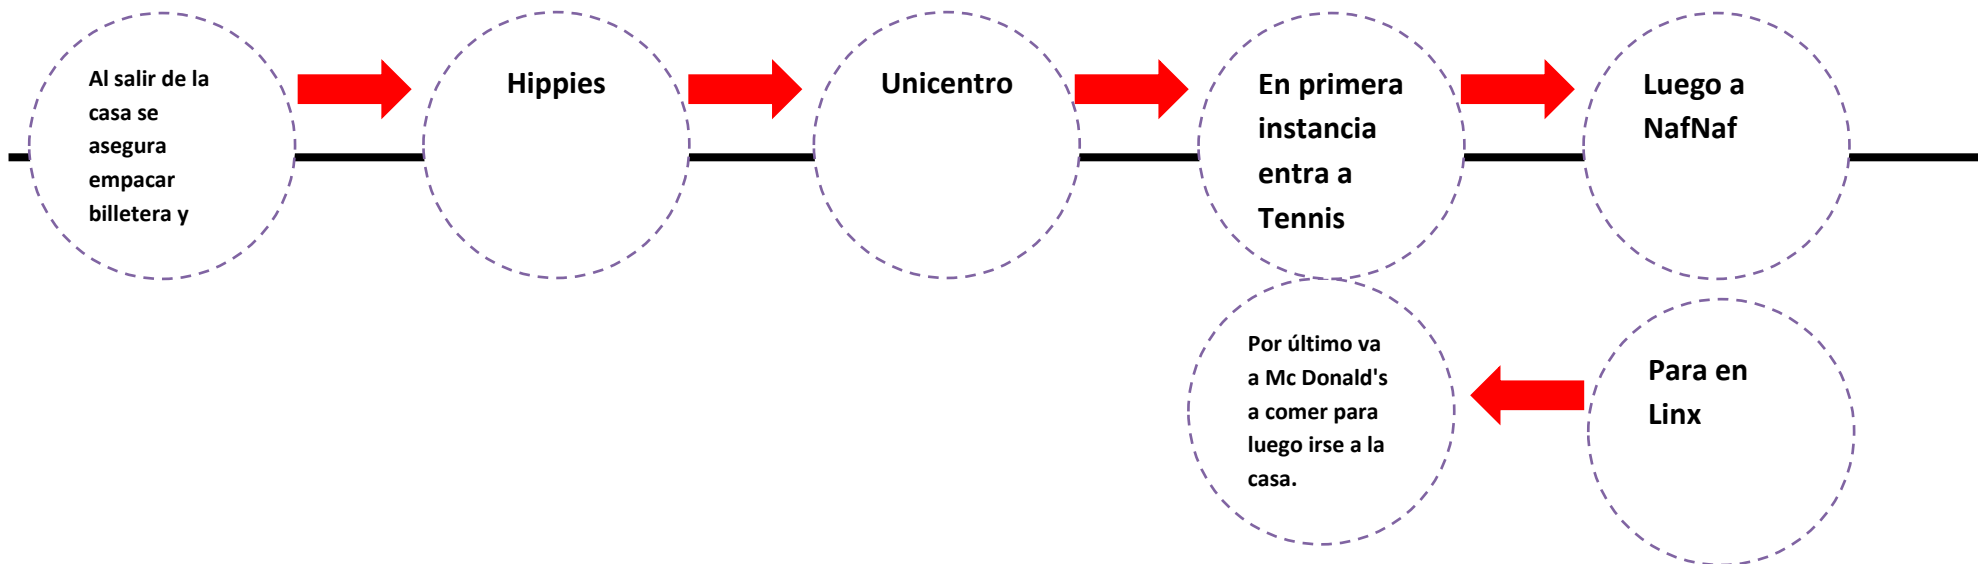 Al salir de la
casa se
asegura
empacar
billetera y
Hippies
Unicentro
En primera
instancia
entra a
Tennis
Luego a
NafNaf
Para en
Linx
Por último va
a Mc Donald's
a comer para
luego irse a la
casa.